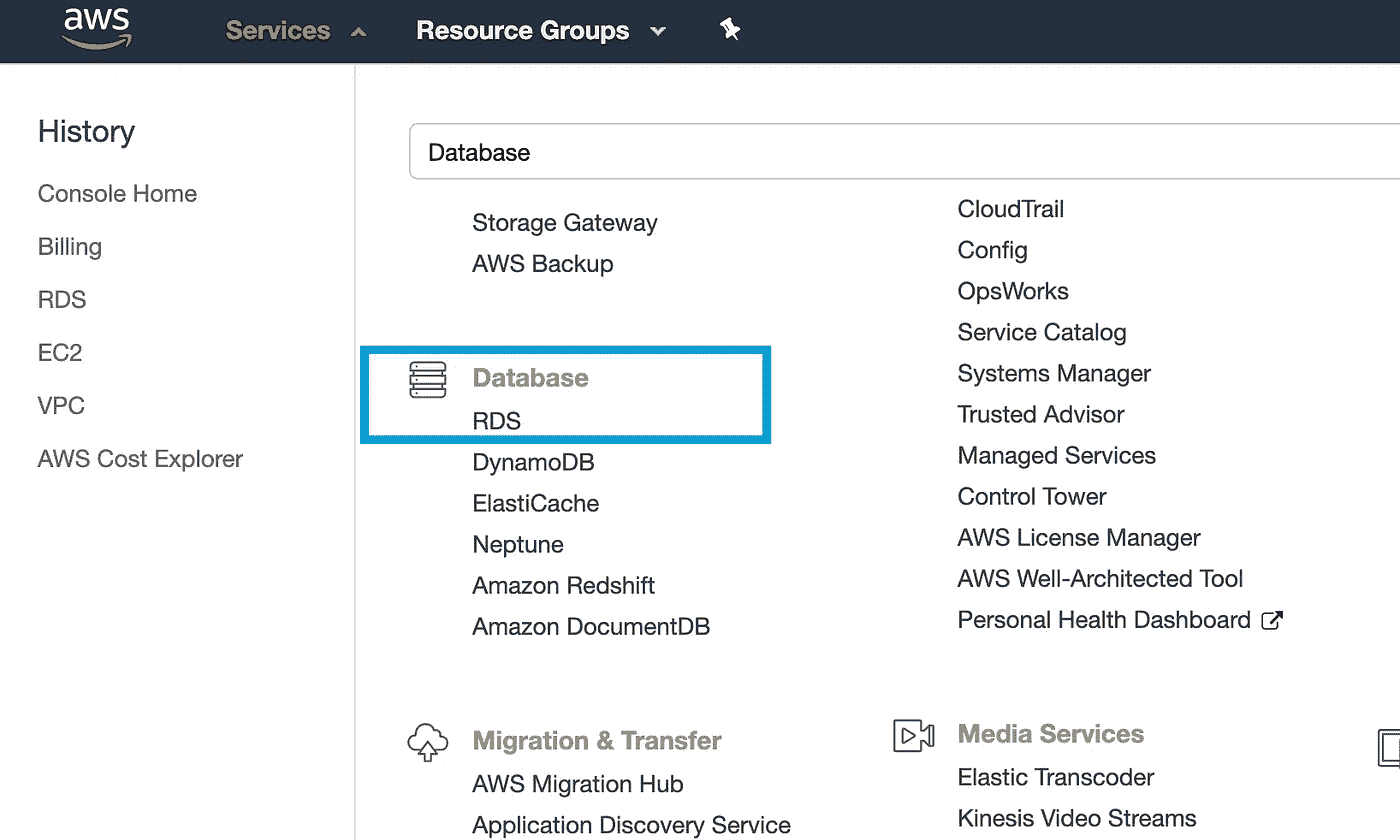 aws
Services
Resource Groups
History
Console Home
Billing
RDS
EC2
VPC
AWS Cost Explorer
Database
Storage Gateway
AWS Backup
Database
RDS
DynamoDB
ElastiCache
Neptune
Amazon Redshift
Amazon DocumentDB
Migration & Transfer
AWS Migration Hub
Application Discovery Service
CloudTrail
Config
OpsWorks
Service Catalog
Systems Manager
Trusted Advisor
Managed Services
Control Tower
AWS License Manager
AWS Well-Architected Tool
Personal Health Dashboard
Media Services
Elastic Transcoder
Kinesis Video Streams